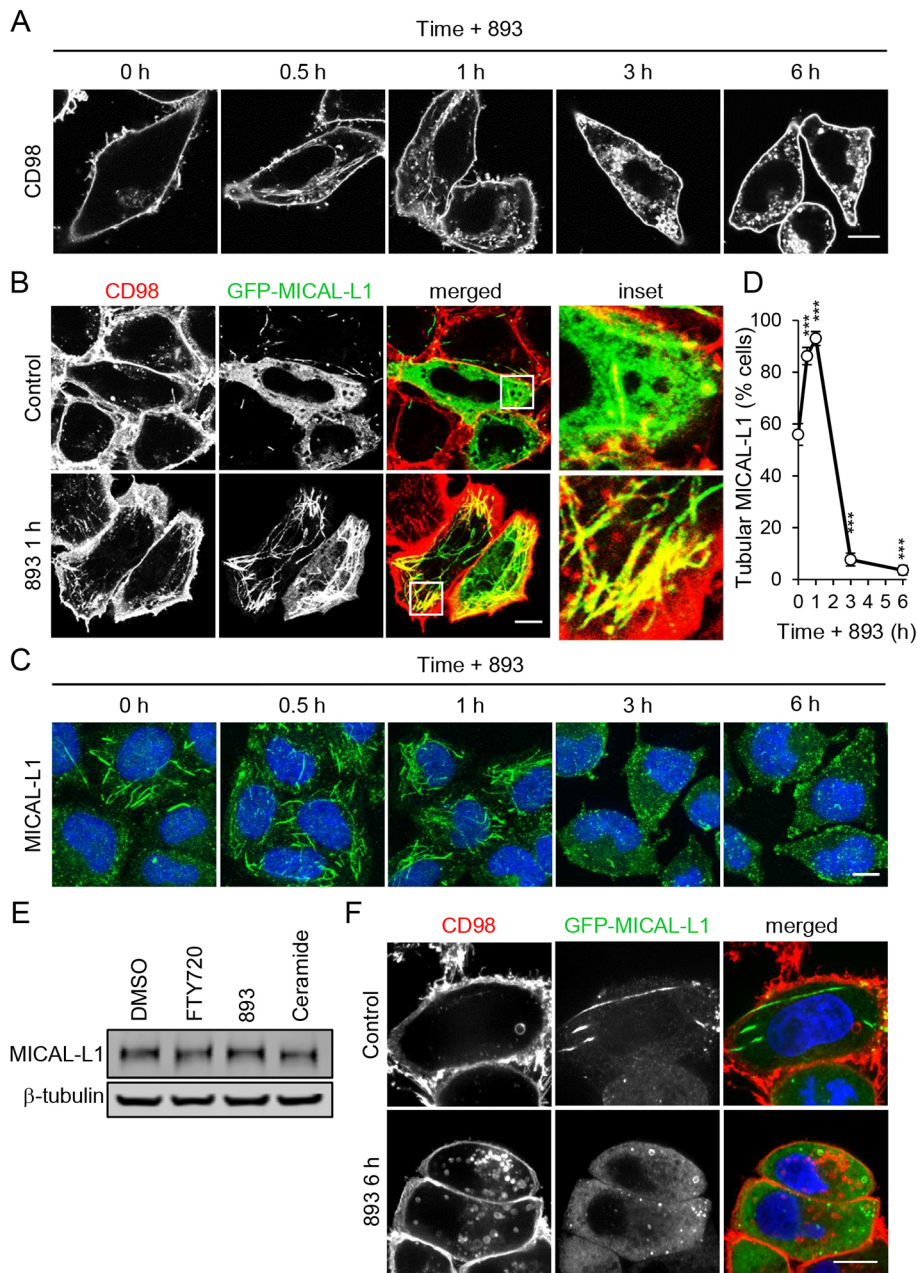 A
Time + 893
0 h 0.5 h 1 h 3 h 6 h
CD98
B
CD98 GFP-MICAL-L1 merged inset
Control
893 1 h
D
Tubular MICAL-L1 (% cells)
100
80
60
40
20
0
*** *** *** ***
0 1 2 3 4 5 6
Time + 893 (h)
C
Time + 893
0 h 0.5 h 1 h 3 h 6 h
MICAL-L1
E
DMSO FTY720 893 Ceramide
MICAL-L1
β-tubulin
F
CD98 GFP-MICAL-L1 merged
Control
893 6 h